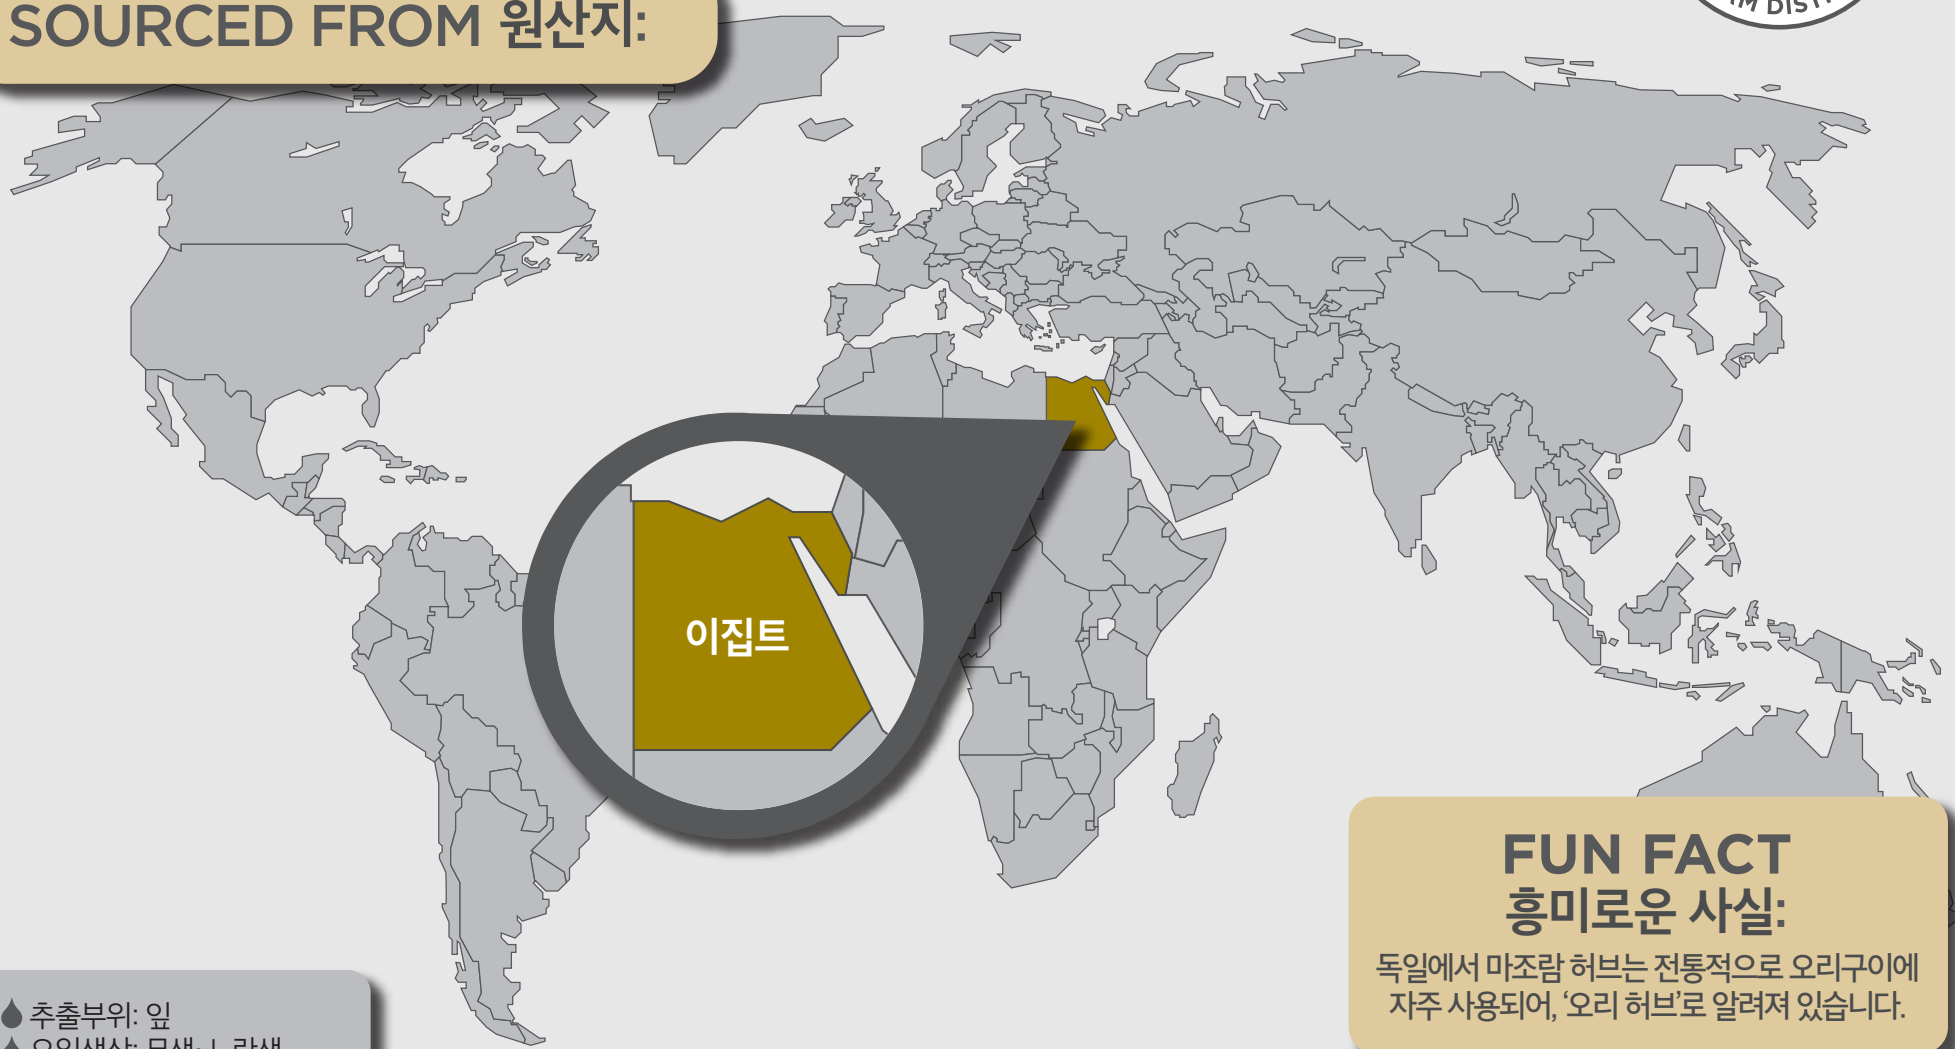 SOURCED FROM 원산지:
이집트
FUN FACT
흥미로운 사실:
독일에서 마조람 허브는 전통적으로 오리구이에
자주 사용되어, ‘오리 허브’로 알려져 있습니다.
추출부위: 잎